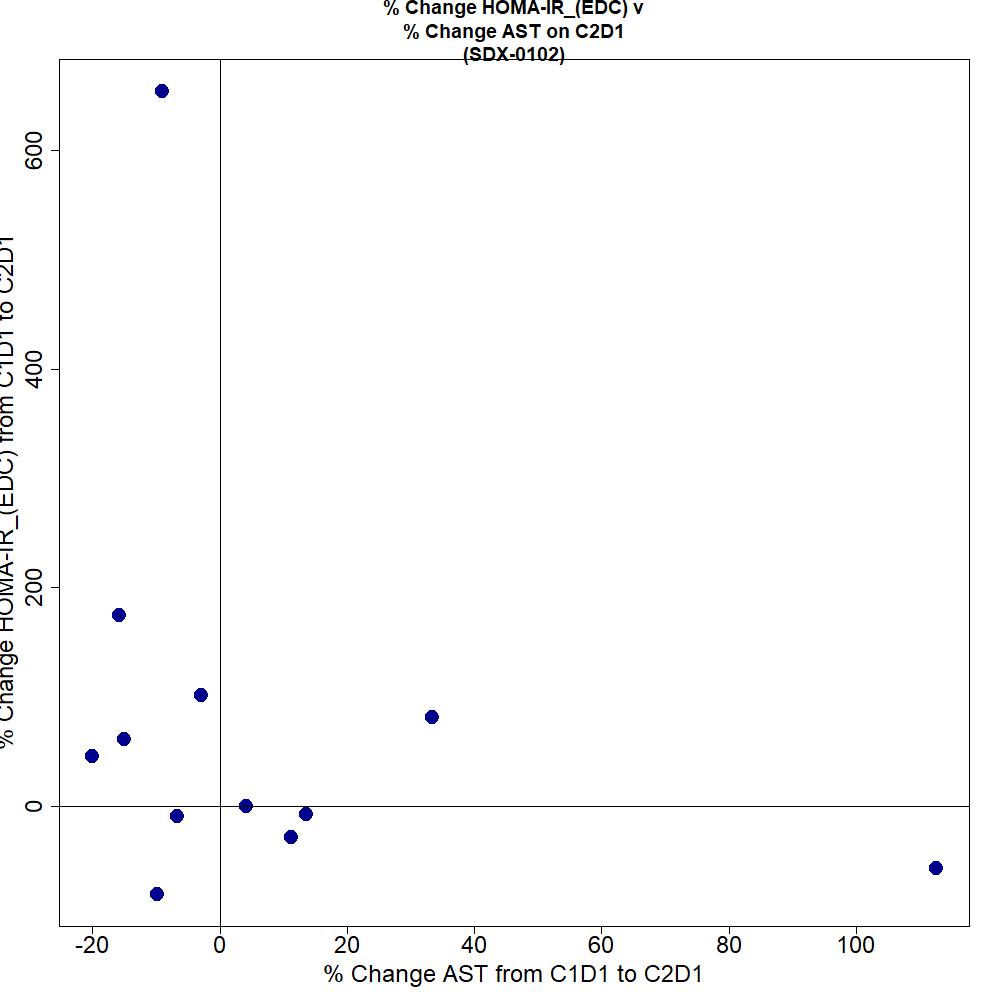 % Change HOMA-IR_(EDC) v
% Change AST on C2D1
(SDX-0102)
% Change HOMA-IR_(EDC) from C1D1 to C2D1
600
400
200
0
-20 0 20 40 60 80 100
% Change AST from C1D1 to C2D1